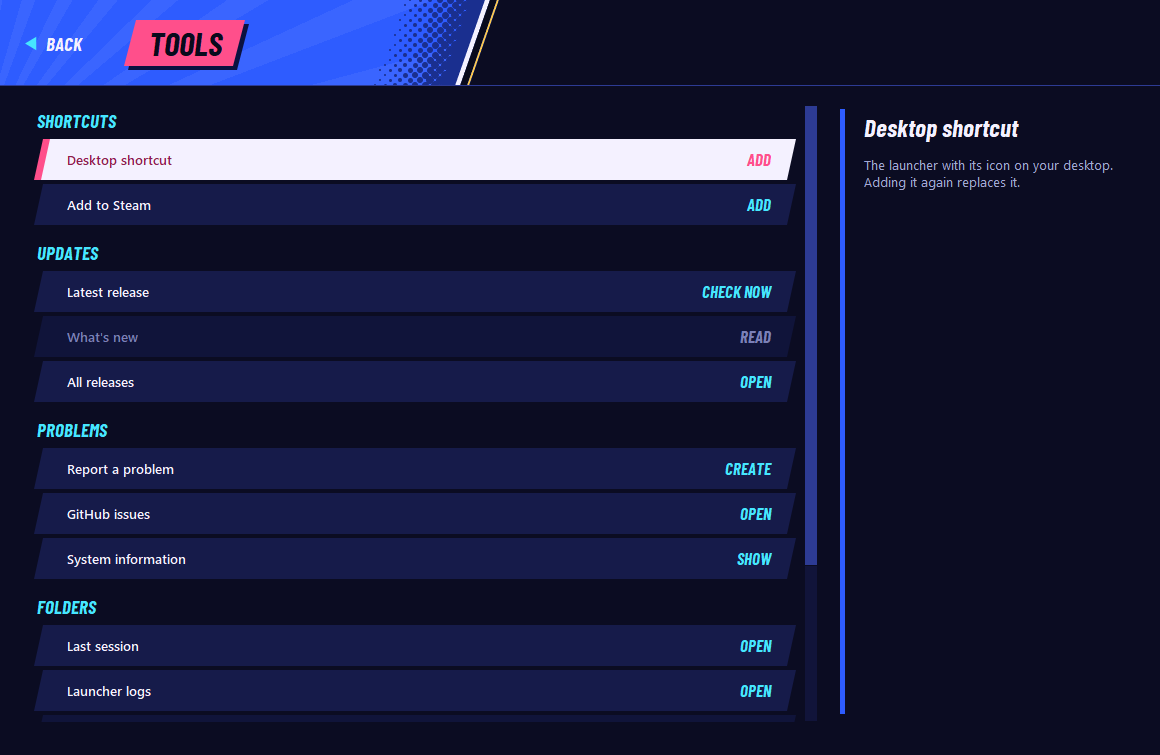 BACK
TOOLS
SHORTCUTS
Desktop shortcut ADD
Add to Steam ADD
UPDATES
Latest release CHECK NOW
What's new READ
All releases OPEN
PROBLEMS
Report a problem CREATE
GitHub issues OPEN
System information SHOW
FOLDERS
Last session OPEN
Launcher logs OPEN
Desktop shortcut
The launcher with its icon on your desktop.
Adding it again replaces it.